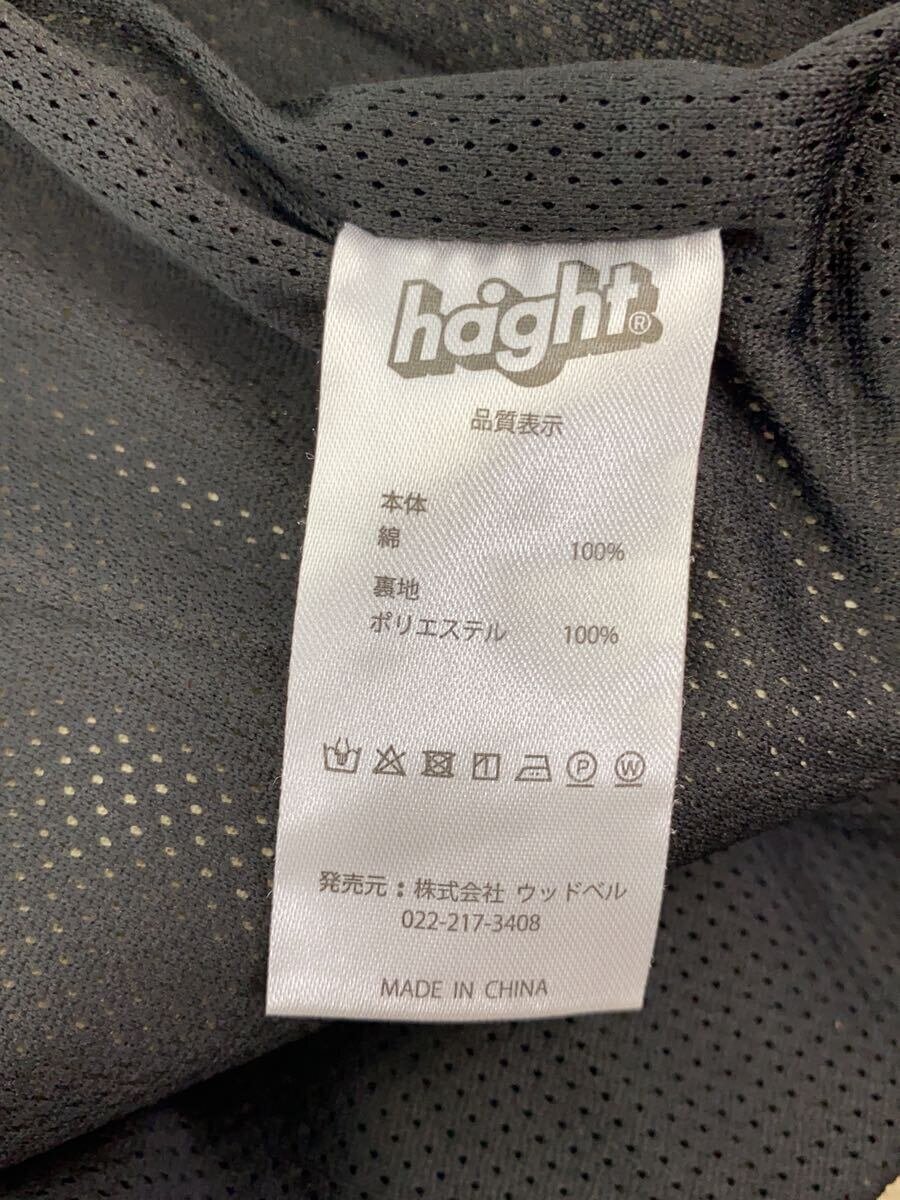 haight®
品質表示
本体
綿 100%
裏地
ポリエステル 100%
P W
発売元：株式会社 ウッドベル
022-217-3408
MADE IN CHINA